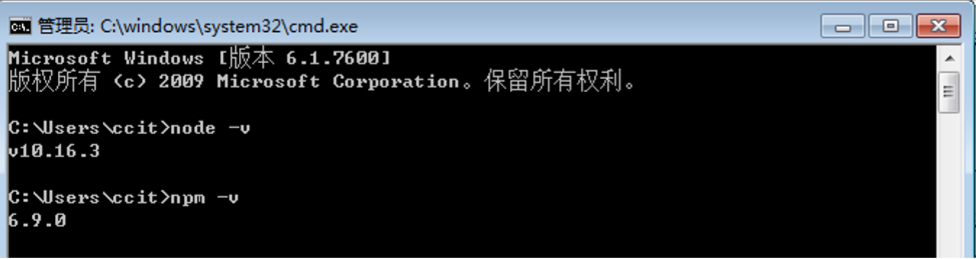 管理员: C:\windows\system32\cmd.exe
Microsoft Windows [版本 6.1.7600]
版权所有 (c) 2009 Microsoft Corporation。保留所有权利。
C:\Users\ccit>node -v
v10.16.3
C:\Users\ccit>npm -v
6.9.0